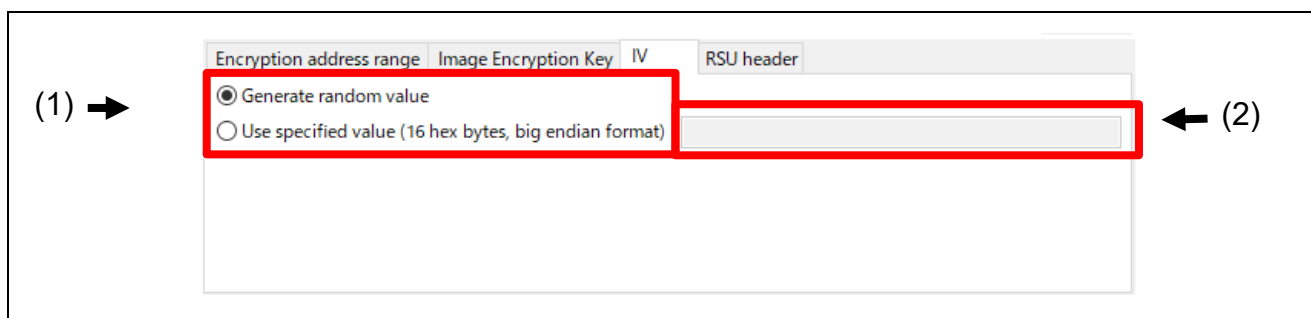 Encryption address range Image Encryption Key IV RSU header
(1) Generate random value
Use specified value (16 hex bytes, big endian format) (2)